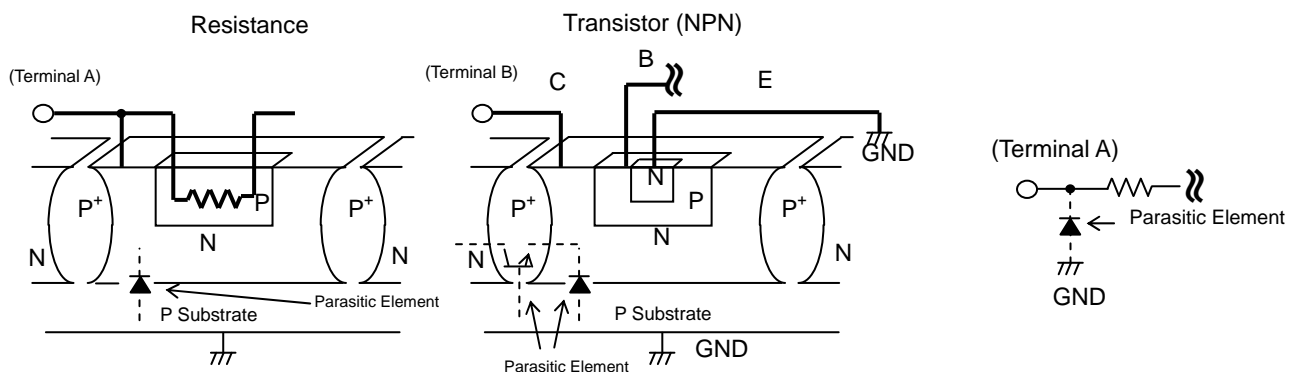 Resistance
(Terminal A)
P
P+
P+
N
N
N
Parasitic Element
P Substrate
Transistor (NPN)
(Terminal B)
C
B
E
GND
N
P+
P
P+
N
N
N
P Substrate
GND
Parasitic Element
(Terminal A)
Parasitic Element
GND